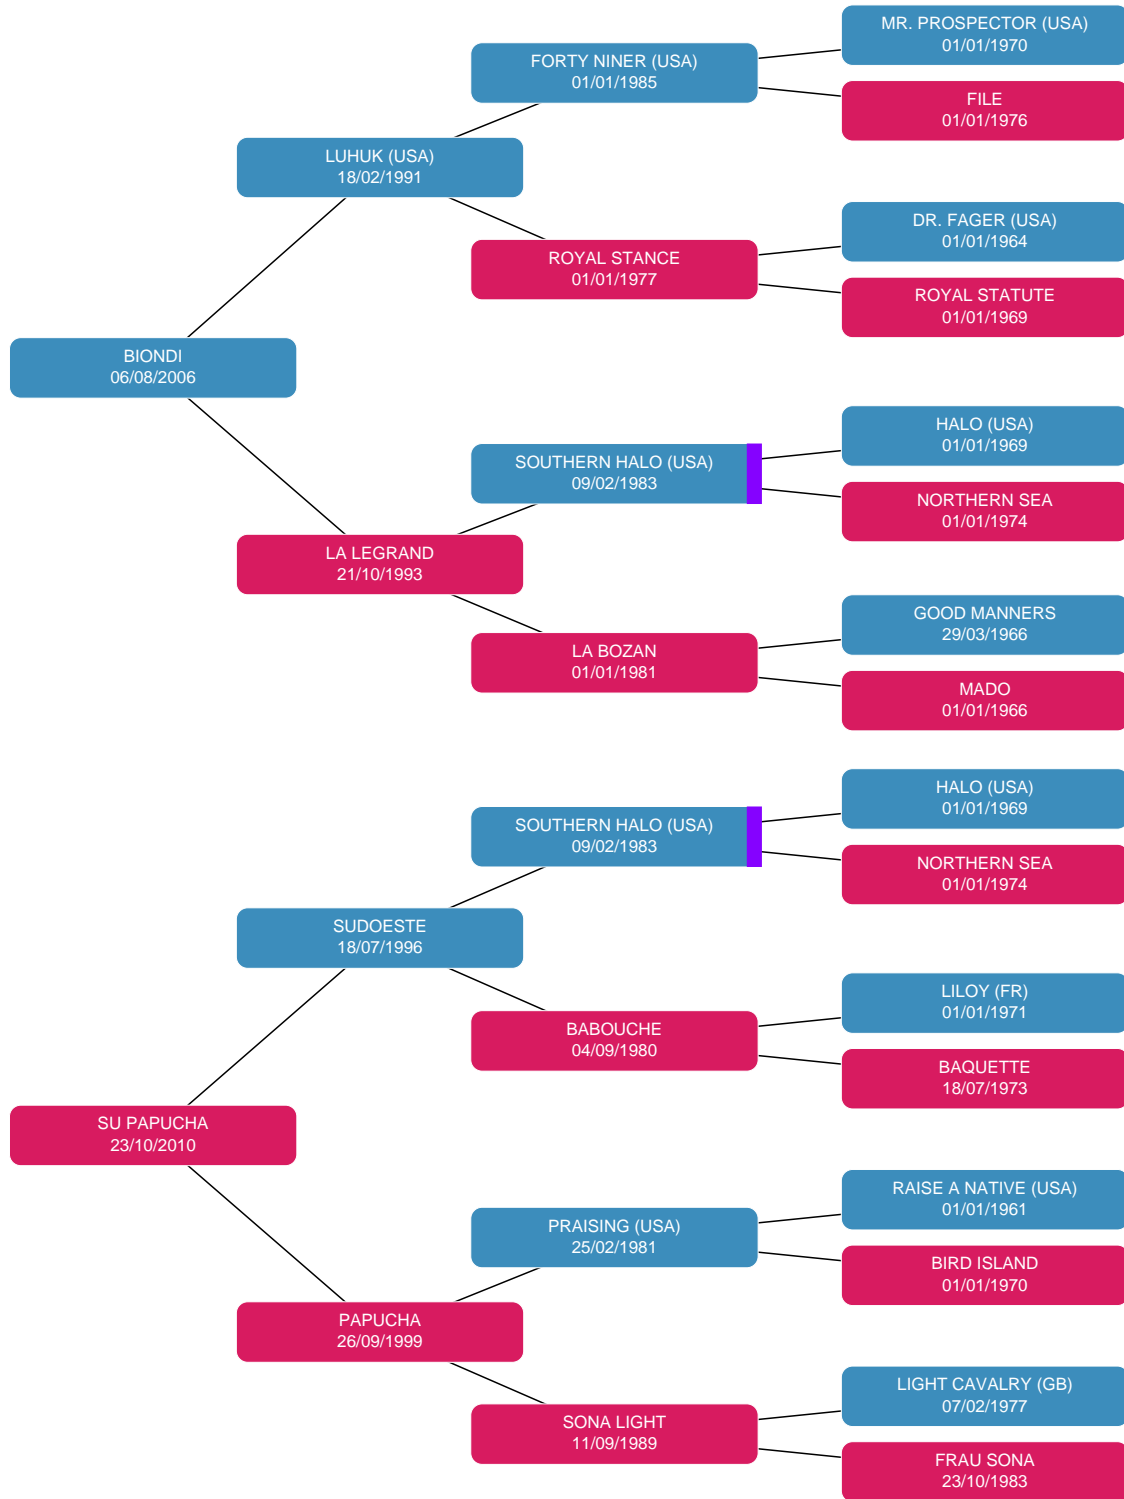 MR. PROSPECTOR (USA)
01/01/1970
FORTY NINER (USA)
01/01/1985
FILE
01/01/1976
LUHUK (USA)
18/02/1991
DR. FAGER (USA)
01/01/1964
ROYAL STANCE
01/01/1977
ROYAL STATUTE
01/01/1969
BIONDI
06/08/2006
HALO (USA)
01/01/1969
SOUTHERN HALO (USA)
09/02/1983
NORTHERN SEA
01/01/1974
LA LEGRAND
21/10/1993
GOOD MANNERS
29/03/1966
LA BOZAN
01/01/1981
MADO
01/01/1966
HALO (USA)
01/01/1969
SOUTHERN HALO (USA)
09/02/1983
NORTHERN SEA
01/01/1974
SUDOESTE
18/07/1996
LILOY (FR)
01/01/1971
BABOUCHE
04/09/1980
BAQUETTE
18/07/1973
SU PAPUCHA
23/10/2010
RAISE A NATIVE (USA)
01/01/1961
PRAISING (USA)
25/02/1981
BIRD ISLAND
01/01/1970
PAPUCHA
26/09/1999
LIGHT CAVALRY (GB)
07/02/1977
SONA LIGHT
11/09/1989
FRAU SONA
23/10/1983